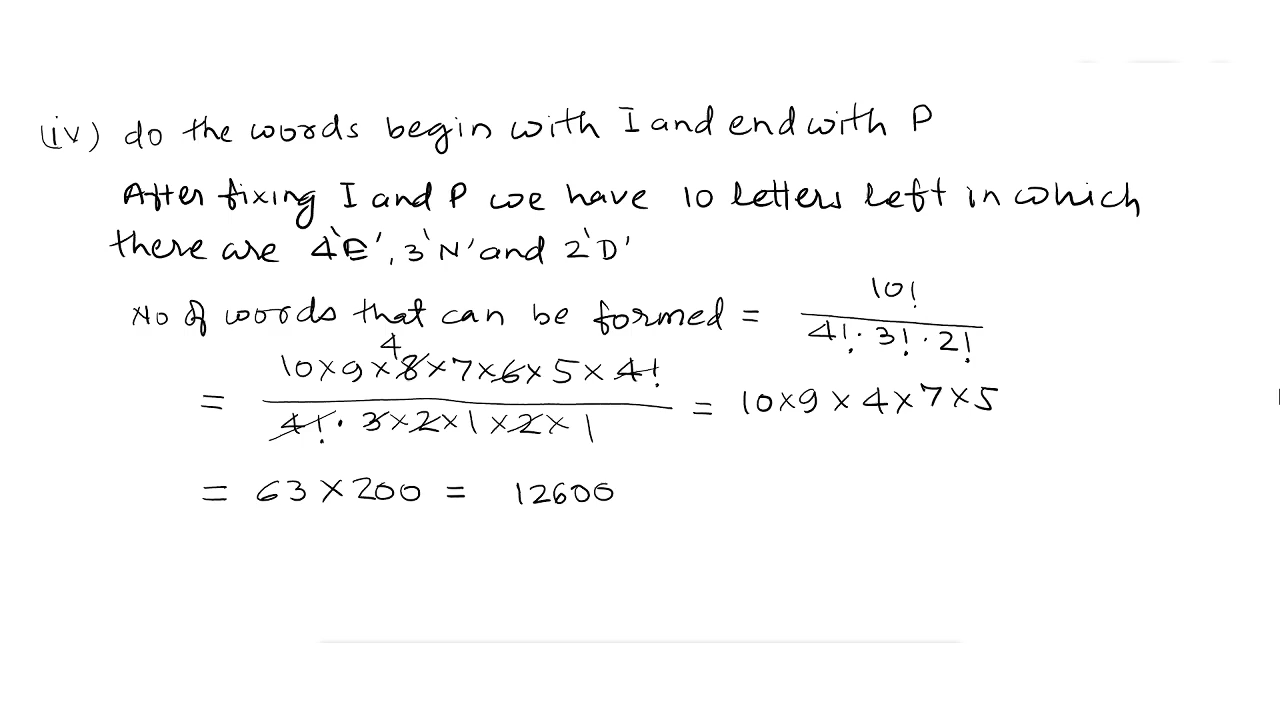 (iv) do the words begin with I and end with P
After fixing I and P we have 10 letters left in which
there are 4 'E', 3 'N' and 2 'D'
No of words that can be formed = 10! / 4! · 3! · 2!
= 10×9×8×7×6×5×4! / 4! · 3×2×1×2×1 = 10×9×4×7×5
4
= 63×200 = 12600